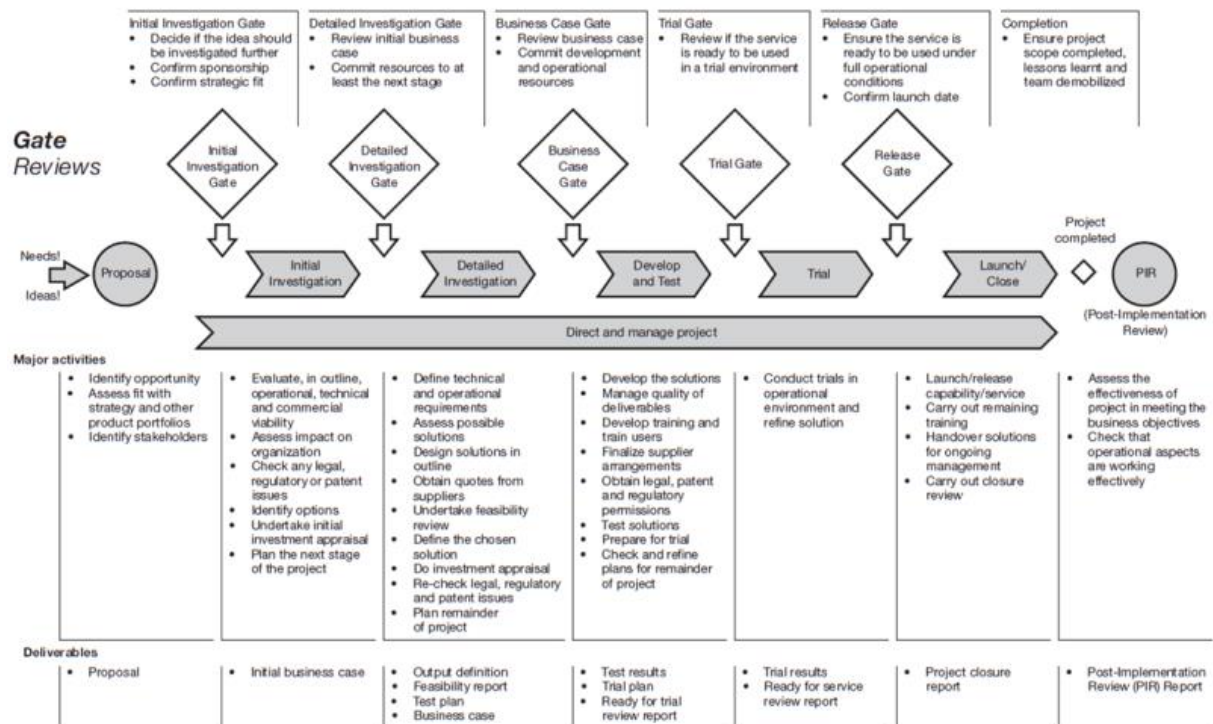 Initial Investigation Gate
• Decide if the idea should
be investigated further
• Confirm sponsorship
• Confirm strategic fit
Detailed Investigation Gate
• Review initial business
case
• Commit resources to at
least the next stage
Business Case Gate
• Review business case
• Commit development
and operational
resources
Trial Gate
• Review if the service
is ready to be used
in a trial environment
Release Gate
• Ensure the service is
ready to be used under
full operational
conditions
• Confirm launch date
Completion
• Ensure project
scope completed,
lessons learnt and
team demobilized
Gate
Reviews
Initial
Investigation
Gate
Detailed
Investigation
Gate
Business
Case
Gate
Trial Gate
Release
Gate
Needs!
Ideas!
Proposal
Initial
Investigation
Detailed
Investigation
Develop
and Test
Trial
Launch/
Close
Project
completed
PIR
(Post-Implementation
Review)
Direct and manage project
Major activities
• Identify opportunity
• Assess fit with
strategy and other
product portfolios
• Identify stakeholders
• Evaluate, in outline,
operational, technical
and commercial
viability
• Assess impact on
organization
• Check any legal,
regulatory or patent
issues
• Identify options
• Undertake initial
investment appraisal
• Plan the next stage
of the project
• Define technical
and operational
requirements
• Assess possible
solutions
• Design solutions in
outline
• Obtain quotes from
suppliers
• Undertake feasibility
review
• Define the chosen
solution
• Do investment appraisal
• Re-check legal, regulatory
and patent issues
• Plan remainder
of project
• Develop the solutions
• Manage quality of
deliverables
• Develop training and
train users
• Finalize supplier
arrangements
• Obtain legal, patent
and regulatory
permissions
• Test solutions
• Prepare for trial
• Check and refine
plans for remainder
of project
• Conduct trials in
operational
environment and
refine solution
• Launch/release
capability/service
• Carry out remaining
training
• Handover solutions
for ongoing
management
• Carry out closure
review
• Assess the
effectiveness of
project in meeting the
business objectives
• Check that
operational aspects
are working
effectively
Deliverables
• Proposal
• Initial business case
• Output definition
• Feasibility report
• Test plan
• Business case
• Test results
• Trial plan
• Ready for trial
review report
• Trial results
• Ready for service
review report
• Project closure
report
• Post-Implementation
Review (PIR) Report